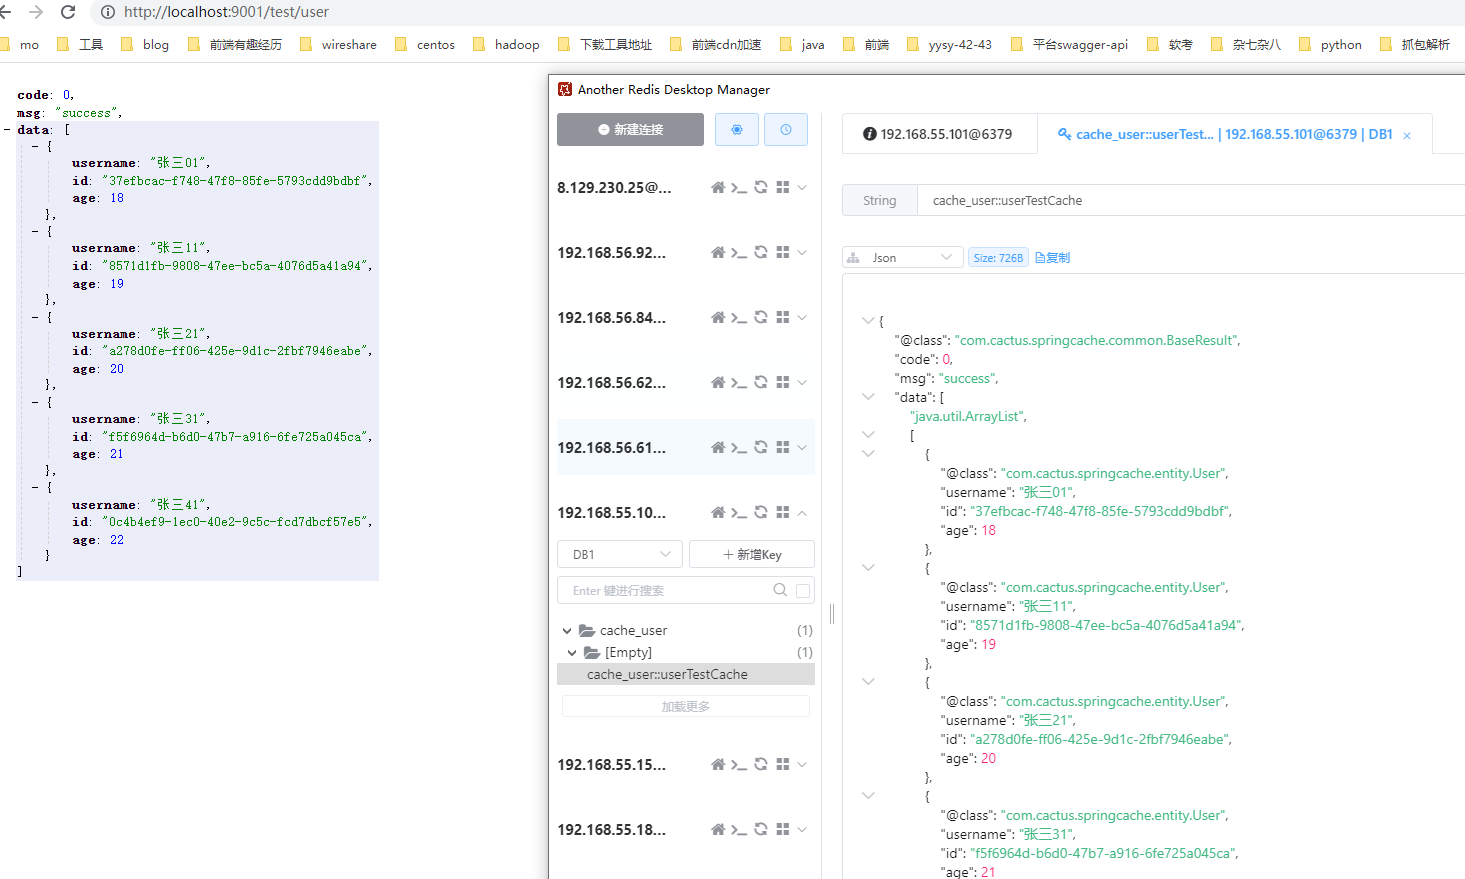 http://localhost:9001/test/user
mo 工具 blog 前端有趣经历 wireshare centos hadoop 下载工具地址 前端cdn加速 java 前端 yysy-42-43 平台swagger-api 软考 杂七杂八 python 抓包解析
code: 0,
msg: "success",
- data: [
- {
username: "张三01",
id: "37efbcac-f748-47f8-85fe-5793cdd9bdbf",
age: 18
},
- {
username: "张三11",
id: "8571d1fb-9808-47ee-bc5a-4076d5a41a94",
age: 19
},
- {
username: "张三21",
id: "a278d0fe-ff06-425e-9d1c-2fbf7946eabe",
age: 20
},
- {
username: "张三31",
id: "f5f6964d-b6d0-47b7-a916-6fe725a045ca",
age: 21
},
- {
username: "张三41",
id: "0c4b4ef9-1ec0-40e2-9c5c-fcd7dbcf57e5",
age: 22
}
]
Another Redis Desktop Manager
新建连接
8.129.230.25@...
192.168.56.92...
192.168.56.84...
192.168.56.62...
192.168.56.61...
192.168.55.10...
DB1
+ 新增Key
Enter 键进行搜索
cache_user (1)
[Empty] (1)
cache_user::userTestCache
加载更多
192.168.55.15...
192.168.55.18...
192.168.55.101@6379
cache_user::userTest... | 192.168.55.101@6379 | DB1 ×
String
cache_user::userTestCache
Json
Size: 726B
复制
{
"@class": "com.cactus.springcache.common.BaseResult",
"code": 0,
"msg": "success",
"data": [
"java.util.ArrayList",
[
{
"@class": "com.cactus.springcache.entity.User",
"username": "张三01",
"id": "37efbcac-f748-47f8-85fe-5793cdd9bdbf",
"age": 18
},
{
"@class": "com.cactus.springcache.entity.User",
"username": "张三11",
"id": "8571d1fb-9808-47ee-bc5a-4076d5a41a94",
"age": 19
},
{
"@class": "com.cactus.springcache.entity.User",
"username": "张三21",
"id": "a278d0fe-ff06-425e-9d1c-2fbf7946eabe",
"age": 20
},
{
"@class": "com.cactus.springcache.entity.User",
"username": "张三31",
"id": "f5f6964d-b6d0-47b7-a916-6fe725a045ca",
"age": 21